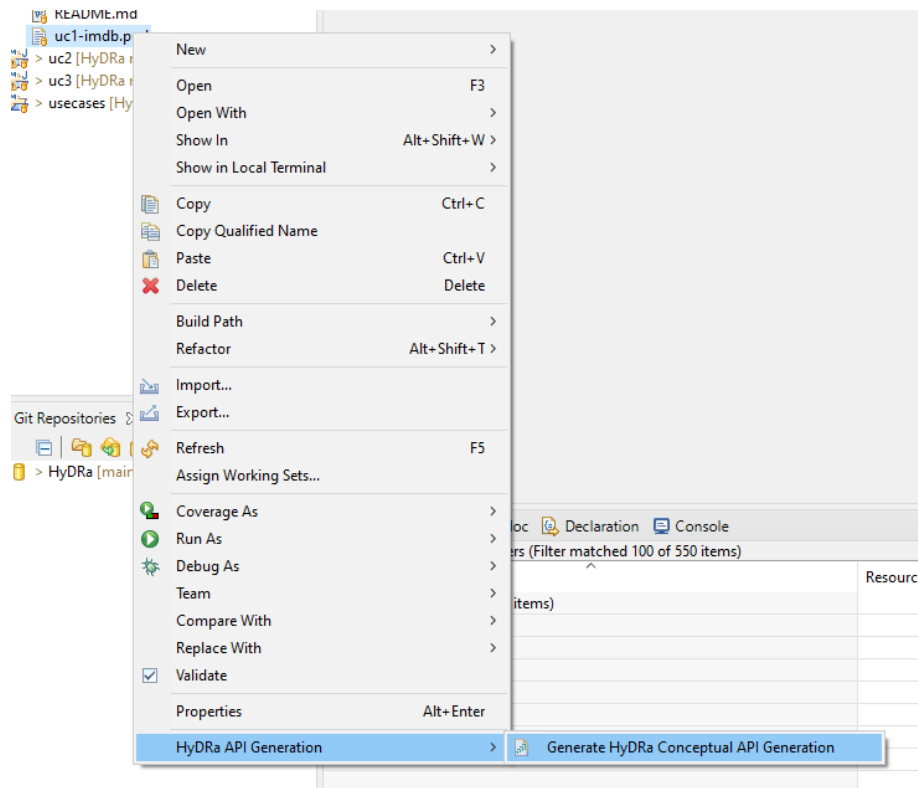 README.md
uc1-imdb.p
> uc2 [HyDRa
> uc3 [HyDRa
> usecases [Hy
New >
Open F3
Open With >
Show In Alt+Shift+W >
Show in Local Terminal >
Copy Ctrl+C
Copy Qualified Name
Paste Ctrl+V
Delete Delete
Build Path >
Refactor Alt+Shift+T >
Import...
Export...
Git Repositories
Refresh F5
> HyDRa [main
Assign Working Sets...
Coverage As >
Run As >
Debug As >
Team >
Compare With >
Replace With >
Validate
Properties Alt+Enter
HyDRa API Generation >
Generate HyDRa Conceptual API Generation
oc Declaration Console
rs (Filter matched 100 of 550 items)
Resourc
items)